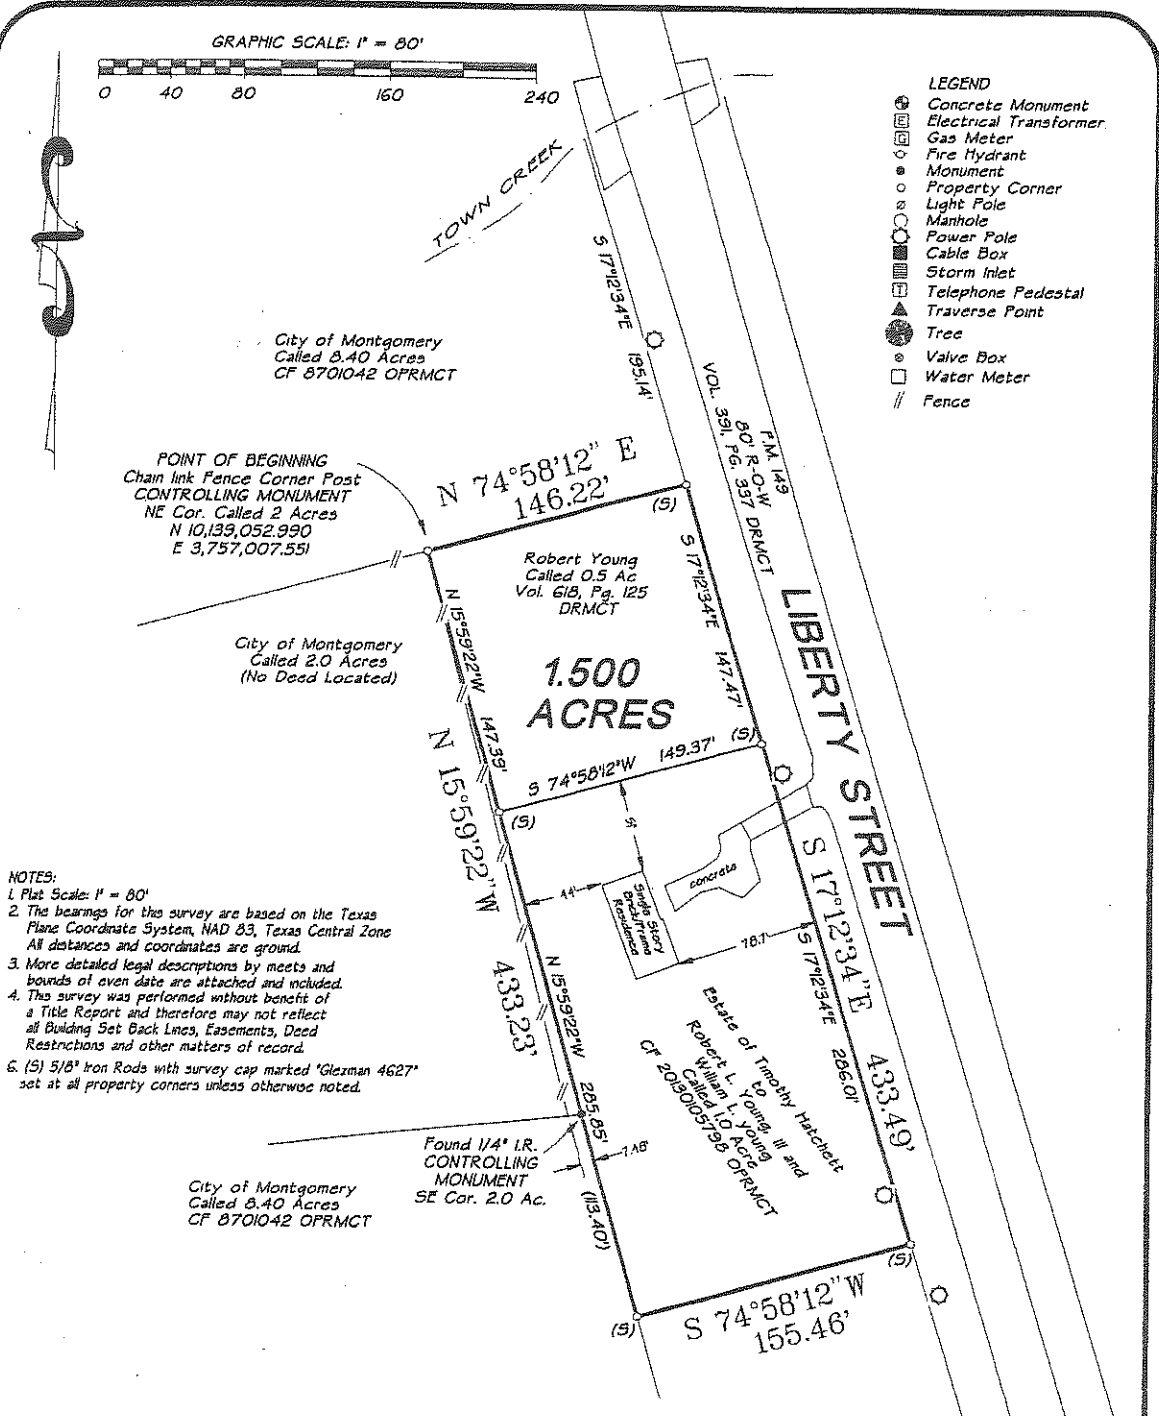 GRAPHIC SCALE: 1" = 80'
0 40 80 160 240
LEGEND
Concrete Monument
E Electrical Transformer
G Gas Meter
Fire Hydrant
Monument
Property Corner
Light Pole
Manhole
Power Pole
Cable Box
Storm Inlet
T Telephone Pedestal
Traverse Point
Tree
Valve Box
Water Meter
Fence
TOWN CREEK
S 17°12'34"E 195.14'
City of Montgomery
Called 8.40 Acres
CF 8701042 OPRMCT
F.M. 149
80' R-O-W
VOL. 391, PG. 337 DRMCT
LIBERTY STREET
POINT OF BEGINNING
Chain link Fence Corner Post
CONTROLLING MONUMENT
NE Cor. Called 2 Acres
N 10,139,052.990
E 3,757,007.551
N 74°58'12" E
146.22'
(S)
Robert Young
Called 0.5 Ac
Vol. 618, Pg. 125
DRMCT
S 17°12'34"E 147.47'
N 15°59'22"W 147.39'
City of Montgomery
Called 2.0 Acres
(No Deed Located)
1.500
ACRES
(S)
S 74°58'12"W 149.37'
(S)
N 15°59'22"W 433.23'
S 17°12'34"E 433.49'
concrete
44'
Single Story
Brick/Frame
Residence
78.7'
S 17°12'34"E 286.01'
N 15°59'22"W 285.85'
NOTES:
1. Plat Scale: 1" = 80'
2. The bearings for this survey are based on the Texas
Plane Coordinate System, NAD 83, Texas Central Zone
All distances and coordinates are ground.
3. More detailed legal descriptions by meets and
bounds of even date are attached and included.
4. This survey was performed without benefit of
a Title Report and therefore may not reflect
all Building Set Back Lines, Easements, Deed
Restrictions and other matters of record.
6. (S) 5/8" Iron Rods with survey cap marked "Glezman 4627"
set at all property corners unless otherwise noted.
Estate of Timothy Hatchett
to
Robert L. Young, III and
William L. young
Called 1.0 Acre
CF 20130105798 OPRMCT
Found 1/4" I.R.
CONTROLLING
MONUMENT
SE Cor. 2.0 Ac.
(113.40')
City of Montgomery
Called 8.40 Acres
CF 8701042 OPRMCT
(S)
(S)
S 74°58'12"W
155.46'